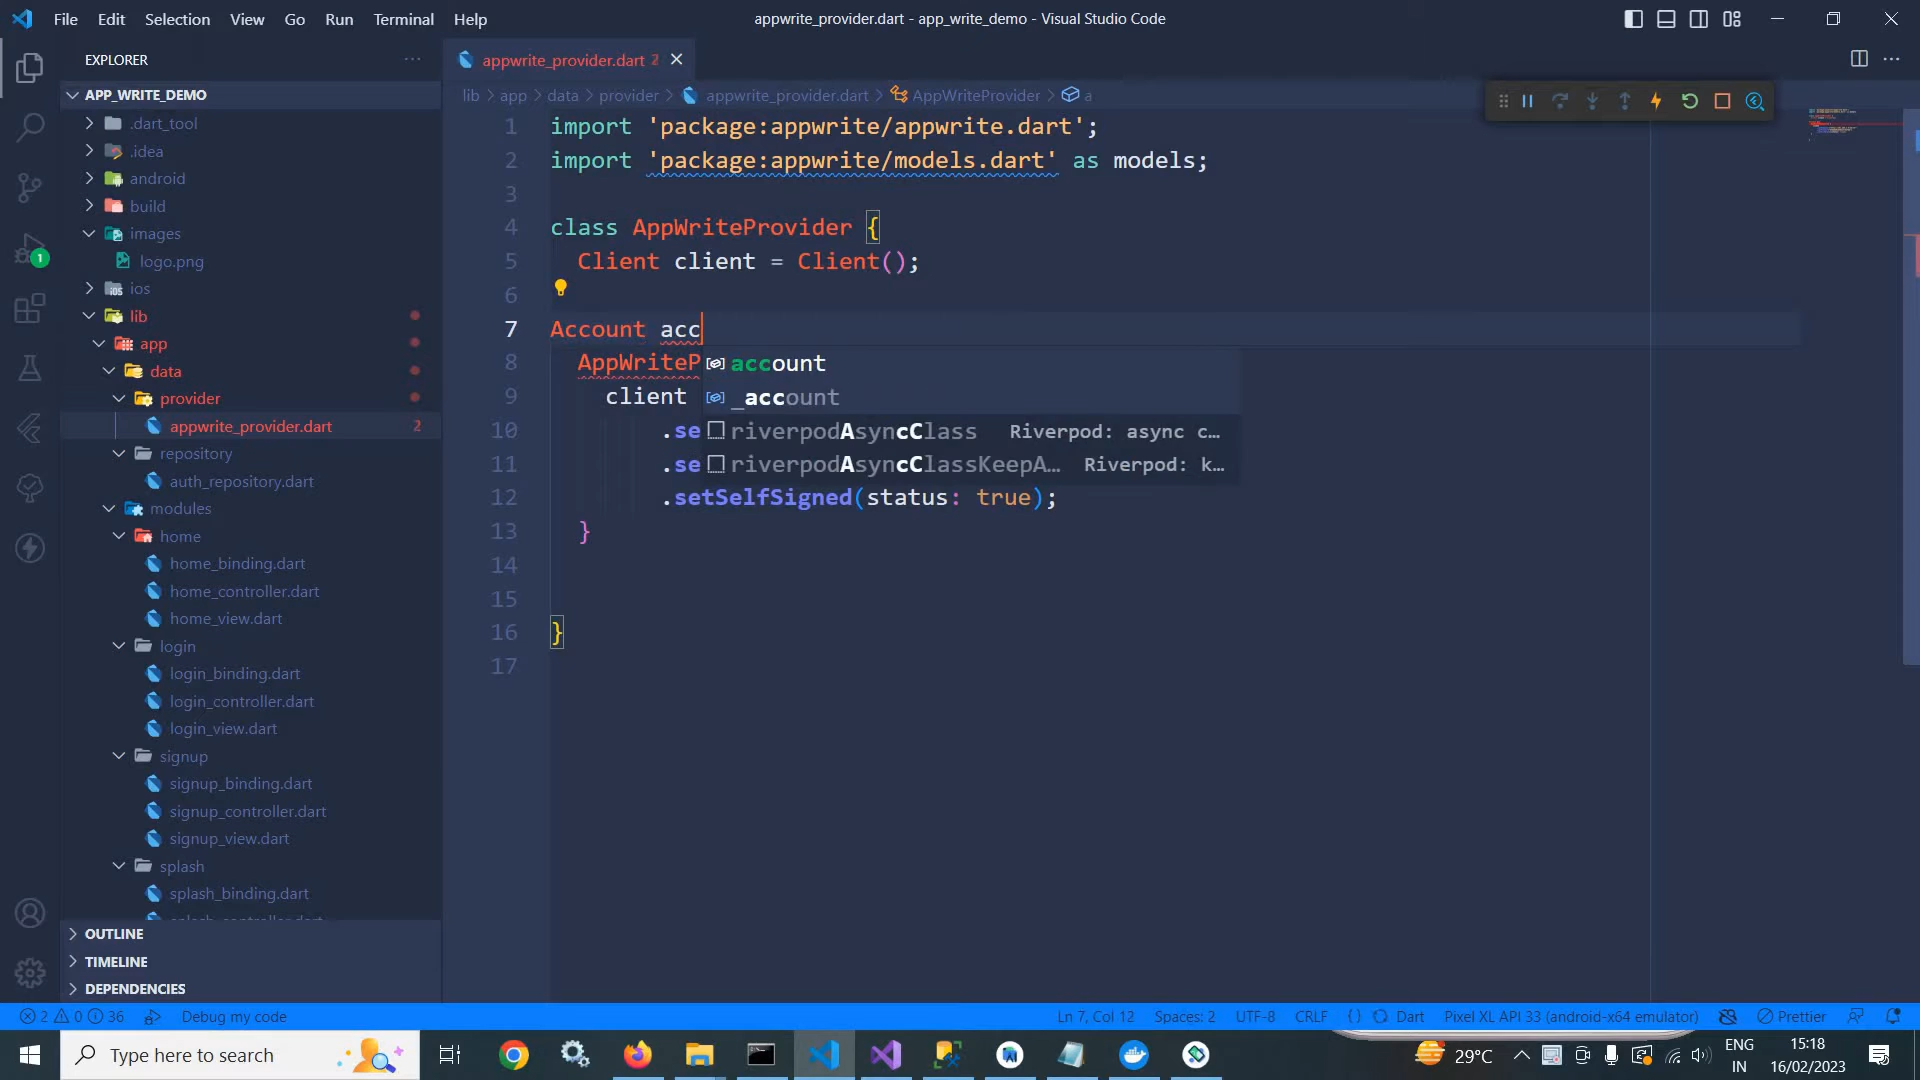 File Edit Selection View Go Run Terminal Help
appwrite_provider.dart - app_write_demo - Visual Studio Code
EXPLORER
APP_WRITE_DEMO
.dart_tool
.idea
android
build
images
logo.png
ios
lib
app
data
provider
appwrite_provider.dart 2
repository
auth_repository.dart
modules
home
home_binding.dart
home_controller.dart
home_view.dart
login
login_binding.dart
login_controller.dart
login_view.dart
signup
signup_binding.dart
signup_controller.dart
signup_view.dart
splash
splash_binding.dart
OUTLINE
TIMELINE
DEPENDENCIES
appwrite_provider.dart 2
lib > app > data > provider > appwrite_provider.dart > AppWriteProvider > a
1 import 'package:appwrite/appwrite.dart';
2 import 'package:appwrite/models.dart' as models;
3
4 class AppWriteProvider {
5 Client client = Client();
6
7 Account acc
8 AppWriteP
9 client
10 .se
11 .se
12 .setSelfSigned(status: true);
13 }
14
15
16 }
17
account
_account
riverpodAsyncClass Riverpod: async c...
riverpodAsyncClassKeepA... Riverpod: k...
1
2 0 36 Debug my code
Ln 7, Col 12 Spaces: 2 UTF-8 CRLF { } Dart Pixel XL API 33 (android-x64 emulator) Prettier
Type here to search
29°C
ENG
IN
15:18
16/02/2023